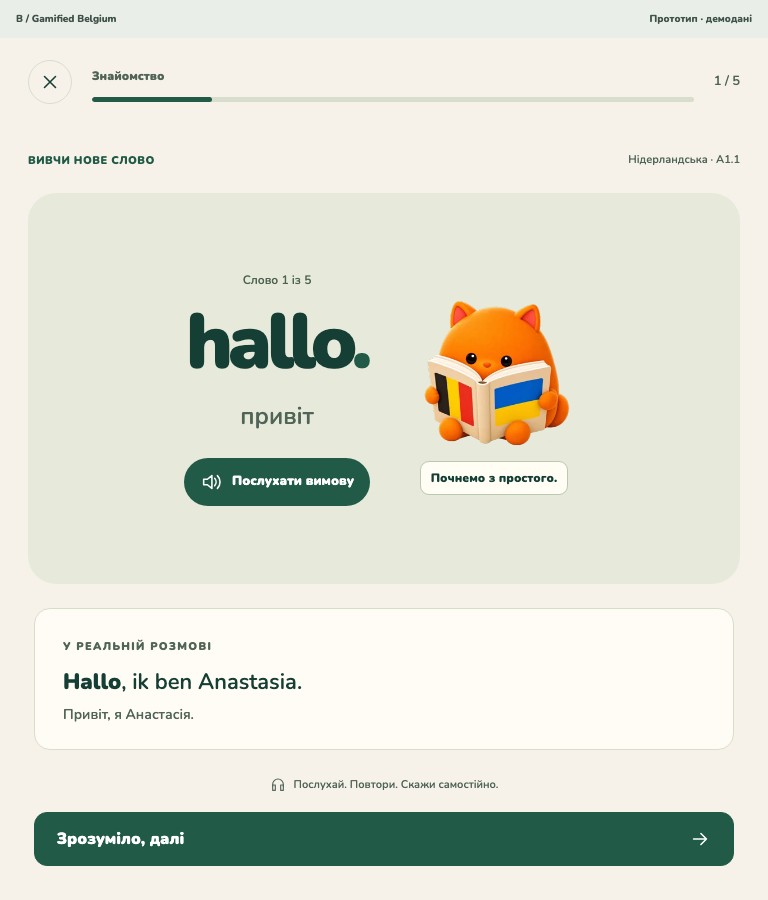 B / Gamified Belgium
Прототип · демодані
Знайомство
1 / 5
ВИВЧИ НОВЕ СЛОВО
Нідерландська · A1.1
Слово 1 із 5
hallo.
привіт
Послухати вимову
Почнемо з простого.
У РЕАЛЬНІЙ РОЗМОВІ
Hallo, ik ben Anastasia.
Привіт, я Анастасія.
Послухай. Повтори. Скажи самостійно.
Зрозуміло, далі